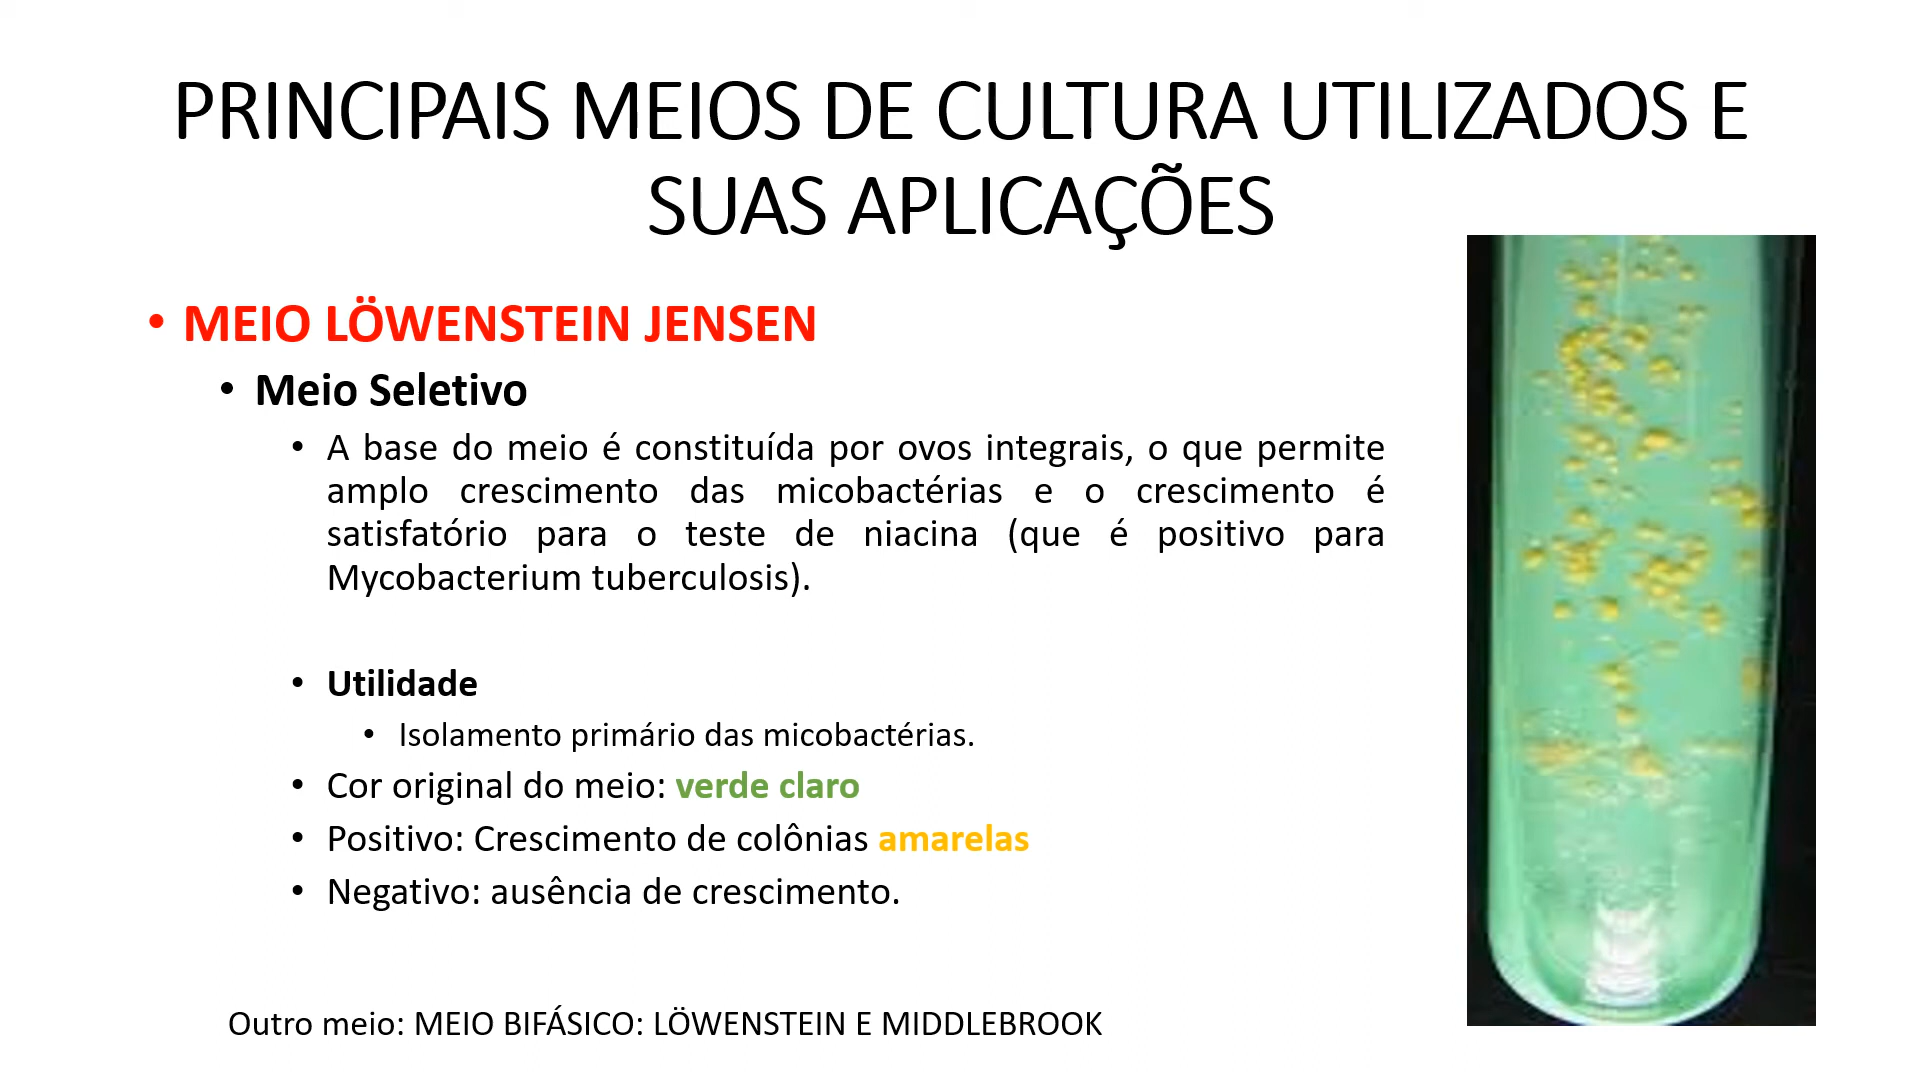 PRINCIPAIS MEIOS DE CULTURA UTILIZADOS E
SUAS APLICAÇÕES
• MEIO LÖWENSTEIN JENSEN
• Meio Seletivo
• A base do meio é constituída por ovos integrais, o que permite
amplo crescimento das micobactérias e o crescimento é
satisfatório para o teste de niacina (que é positivo para
Mycobacterium tuberculosis).
• Utilidade
• Isolamento primário das micobactérias.
• Cor original do meio: verde claro
• Positivo: Crescimento de colônias amarelas
• Negativo: ausência de crescimento.
Outro meio: MEIO BIFÁSICO: LÖWENSTEIN E MIDDLEBROOK